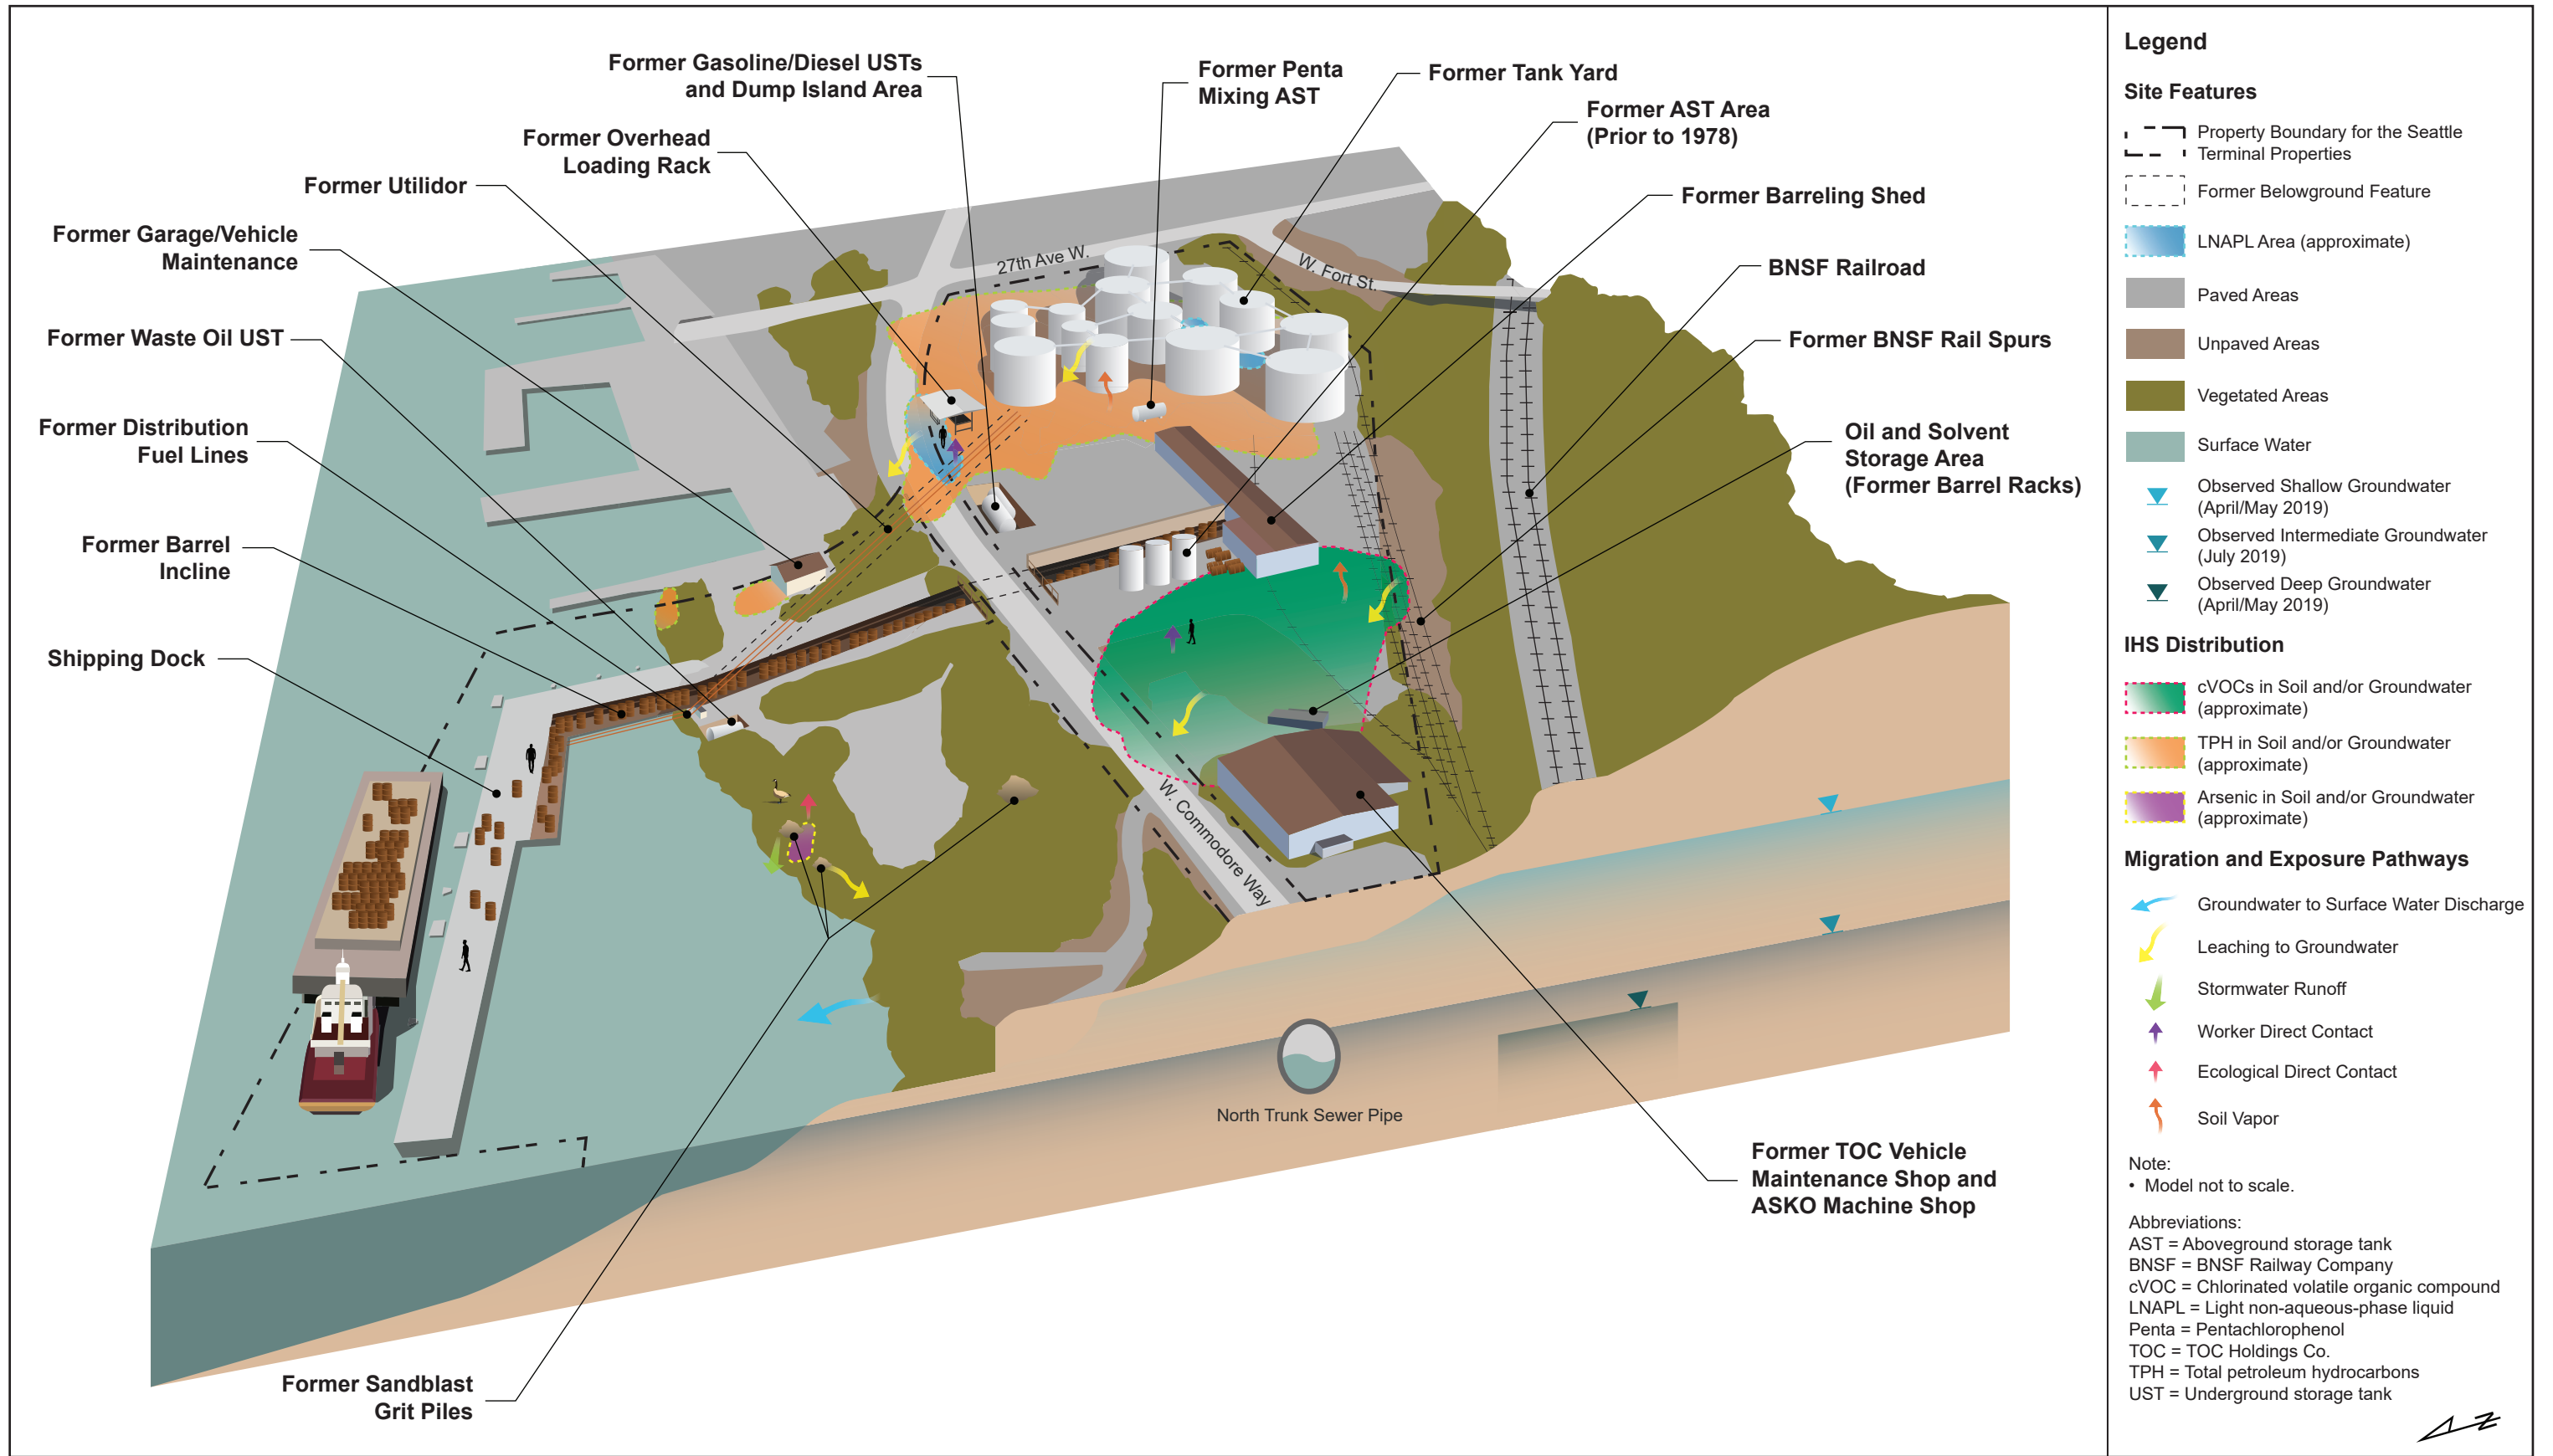 Former Gasoline/Diesel USTs
and Dump Island Area
Former Penta
Mixing AST
Former Tank Yard
Former AST Area
(Prior to 1978)
Former Overhead
Loading Rack
Former Utilidor
Former Barreling Shed
Former Garage/Vehicle
Maintenance
BNSF Railroad
27th Ave W.
W. Fort St.
Former Waste Oil UST
Former BNSF Rail Spurs
Former Distribution
Fuel Lines
Oil and Solvent
Storage Area
(Former Barrel Racks)
Former Barrel
Incline
Shipping Dock
W. Commodore Way
North Trunk Sewer Pipe
Former TOC Vehicle
Maintenance Shop and
ASKO Machine Shop
Former Sandblast
Grit Piles
Legend
Site Features
Property Boundary for the Seattle
Terminal Properties
Former Belowground Feature
LNAPL Area (approximate)
Paved Areas
Unpaved Areas
Vegetated Areas
Surface Water
Observed Shallow Groundwater
(April/May 2019)
Observed Intermediate Groundwater
(July 2019)
Observed Deep Groundwater
(April/May 2019)
IHS Distribution
cVOCs in Soil and/or Groundwater
(approximate)
TPH in Soil and/or Groundwater
(approximate)
Arsenic in Soil and/or Groundwater
(approximate)
Migration and Exposure Pathways
Groundwater to Surface Water Discharge
Leaching to Groundwater
Stormwater Runoff
Worker Direct Contact
Ecological Direct Contact
Soil Vapor
Note:
• Model not to scale.
Abbreviations:
AST = Aboveground storage tank
BNSF = BNSF Railway Company
cVOC = Chlorinated volatile organic compound
LNAPL = Light non-aqueous-phase liquid
Penta = Pentachlorophenol
TOC = TOC Holdings Co.
TPH = Total petroleum hydrocarbons
UST = Underground storage tank
N